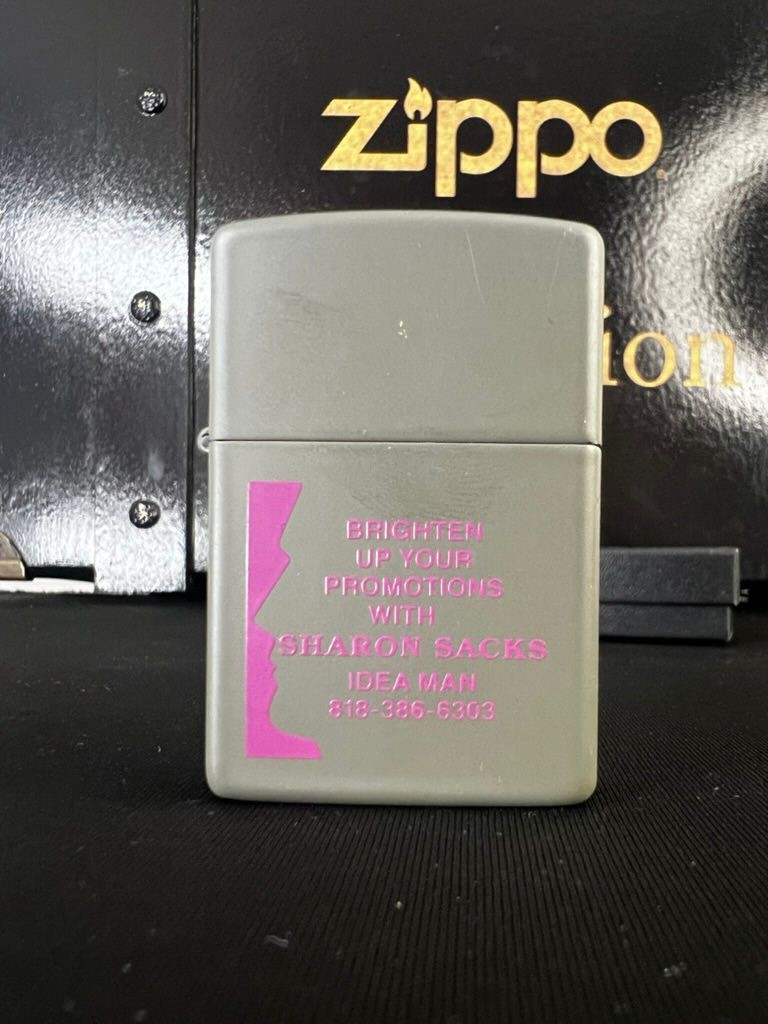 zippo
ion
BRIGHTEN
UP YOUR
PROMOTIONS
WITH
SHARON SACKS
IDEA MAN
818-386-6303